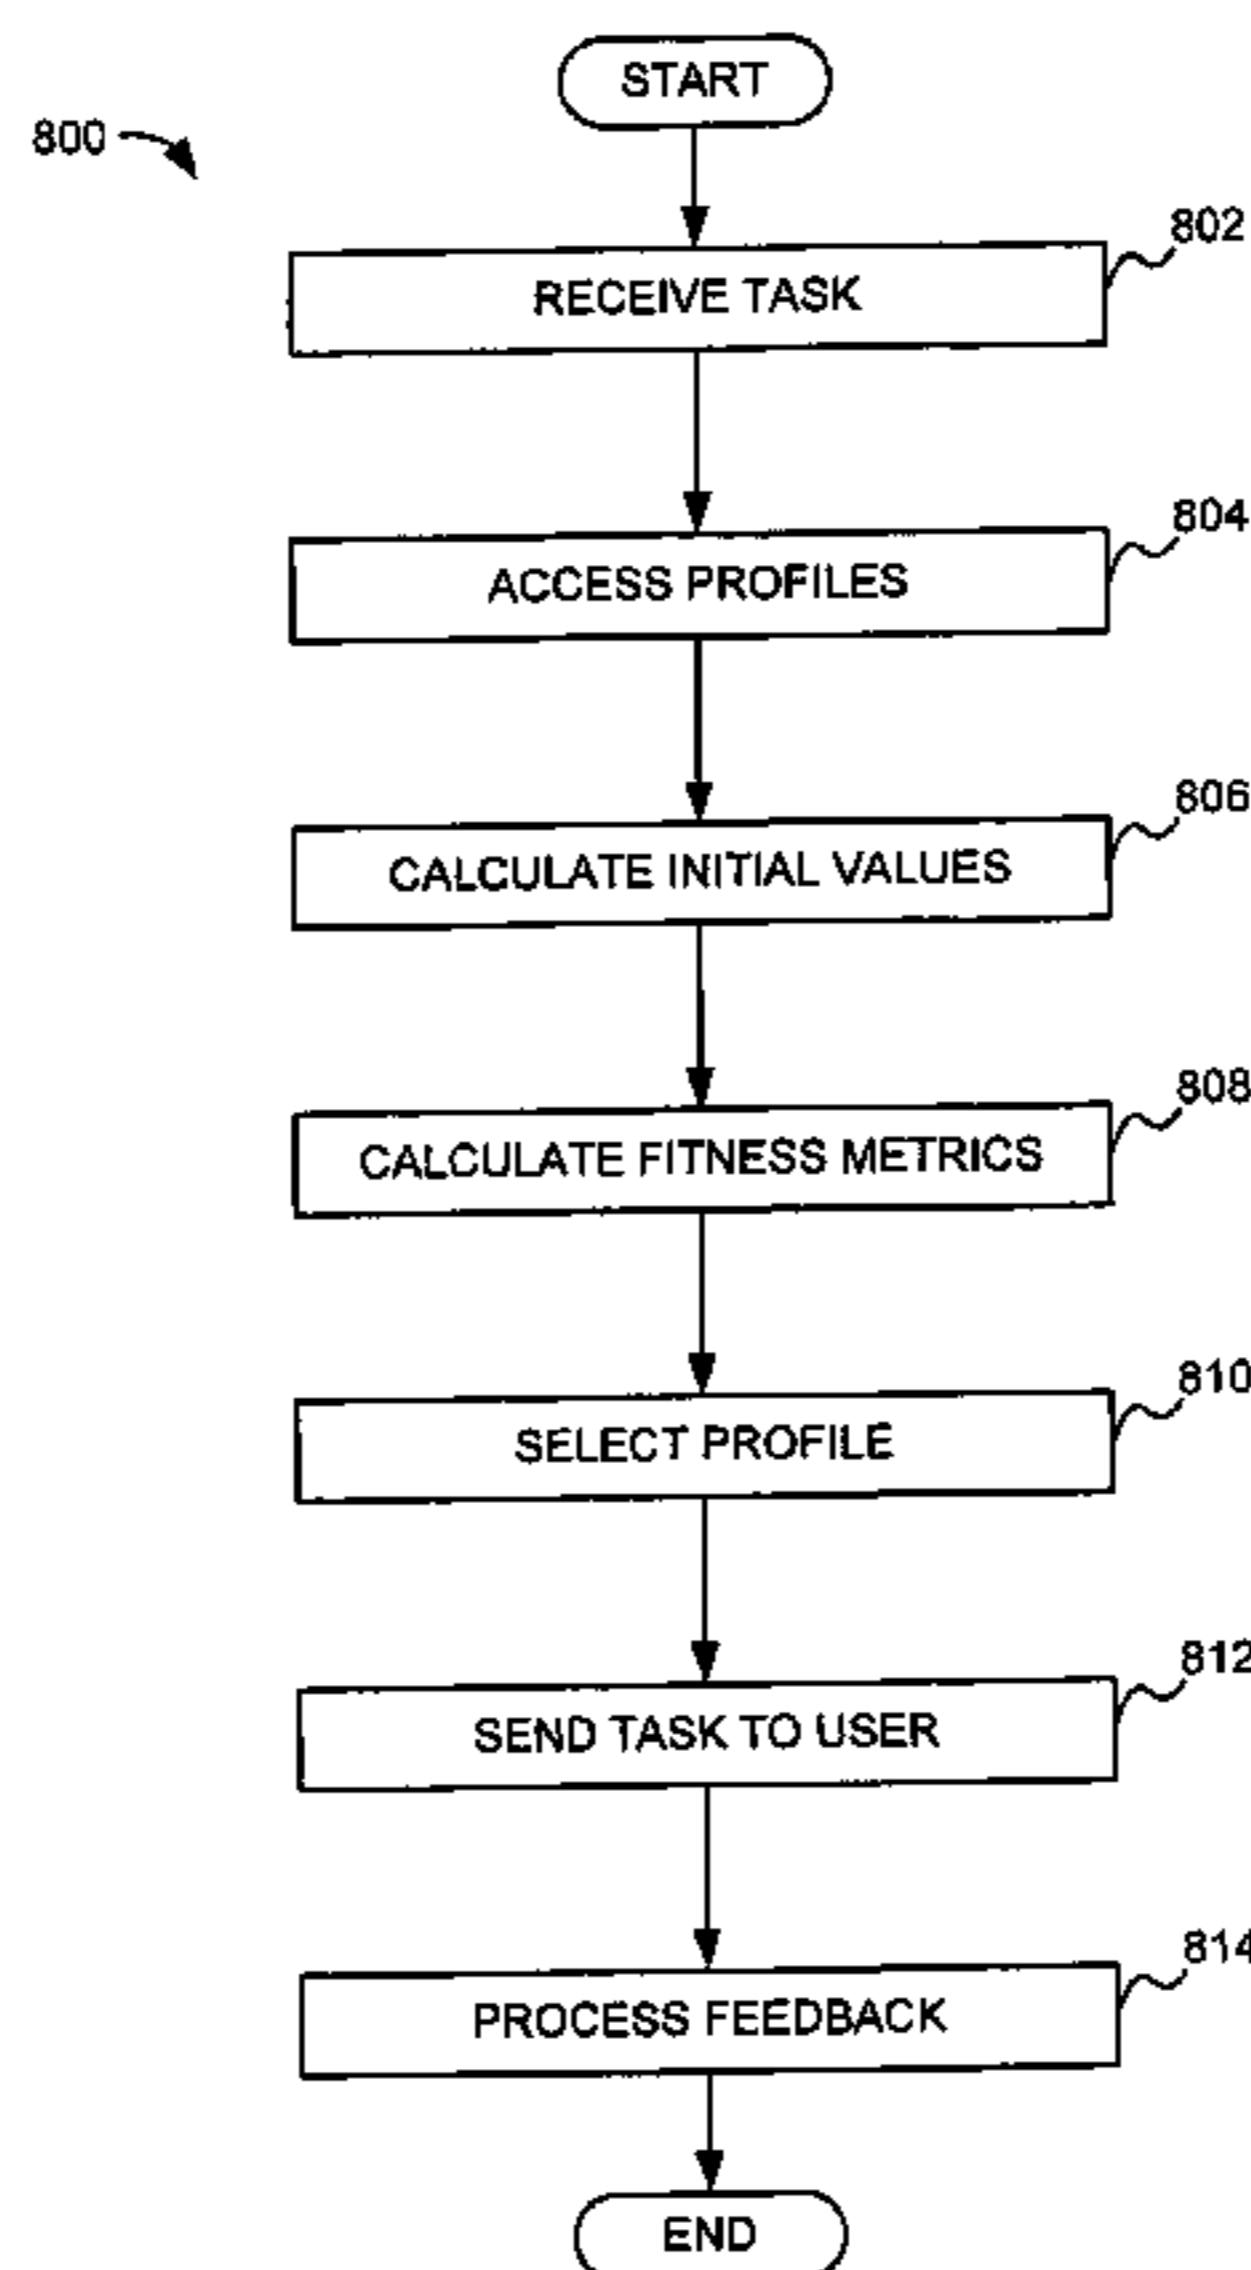 START
800
802
RECEIVE TASK
804
ACCESS PROFILES
806
CALCULATE INITIAL VALUES
808
CALCULATE FITNESS METRICS
810
SELECT PROFILE
812
SEND TASK TO USER
814
PROCESS FEEDBACK
END